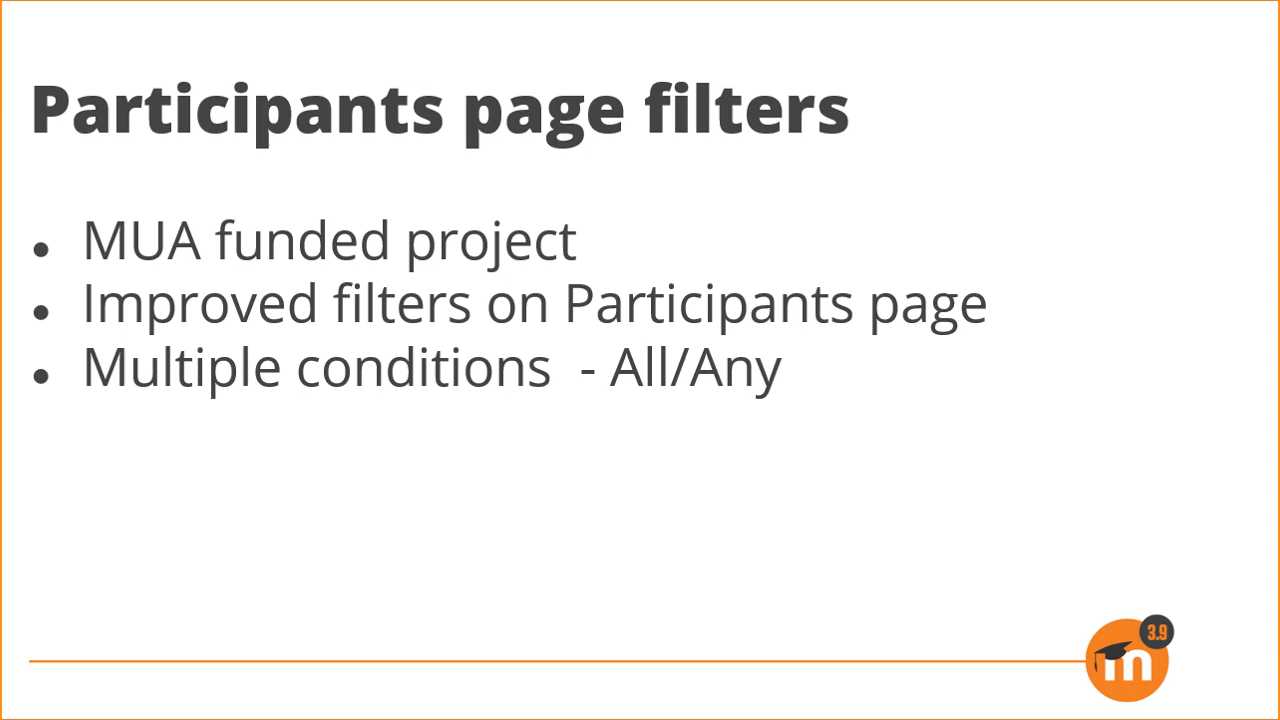 Participants page filters
● MUA funded project
● Improved filters on Participants page
● Multiple conditions  - All/Any
3.9
m